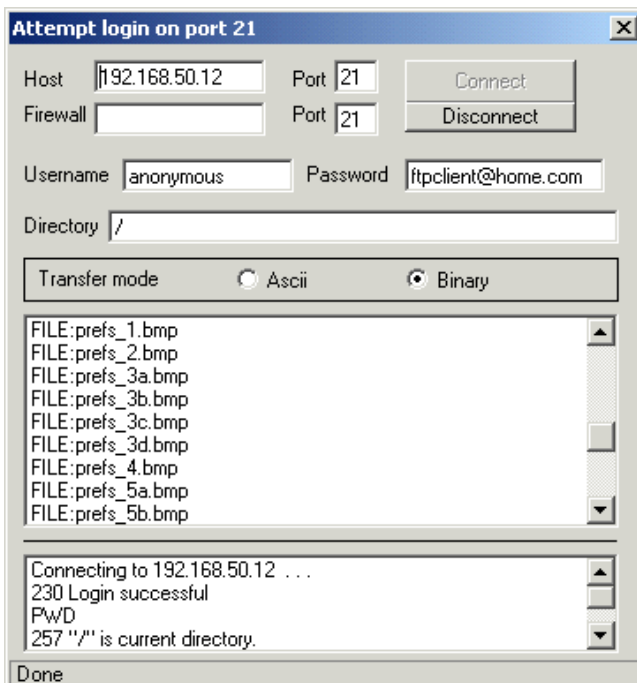 Attempt login on port 21
Host 192.168.50.12 Port 21 Connect
Firewall Port 21 Disconnect
Username anonymous Password ftpclient@home.com
Directory /
Transfer mode Ascii Binary
FILE:prefs_1.bmp
FILE:prefs_2.bmp
FILE:prefs_3a.bmp
FILE:prefs_3b.bmp
FILE:prefs_3c.bmp
FILE:prefs_3d.bmp
FILE:prefs_4.bmp
FILE:prefs_5a.bmp
FILE:prefs_5b.bmp
Connecting to 192.168.50.12 . . .
230 Login successful
PWD
257 "/" is current directory.
Done